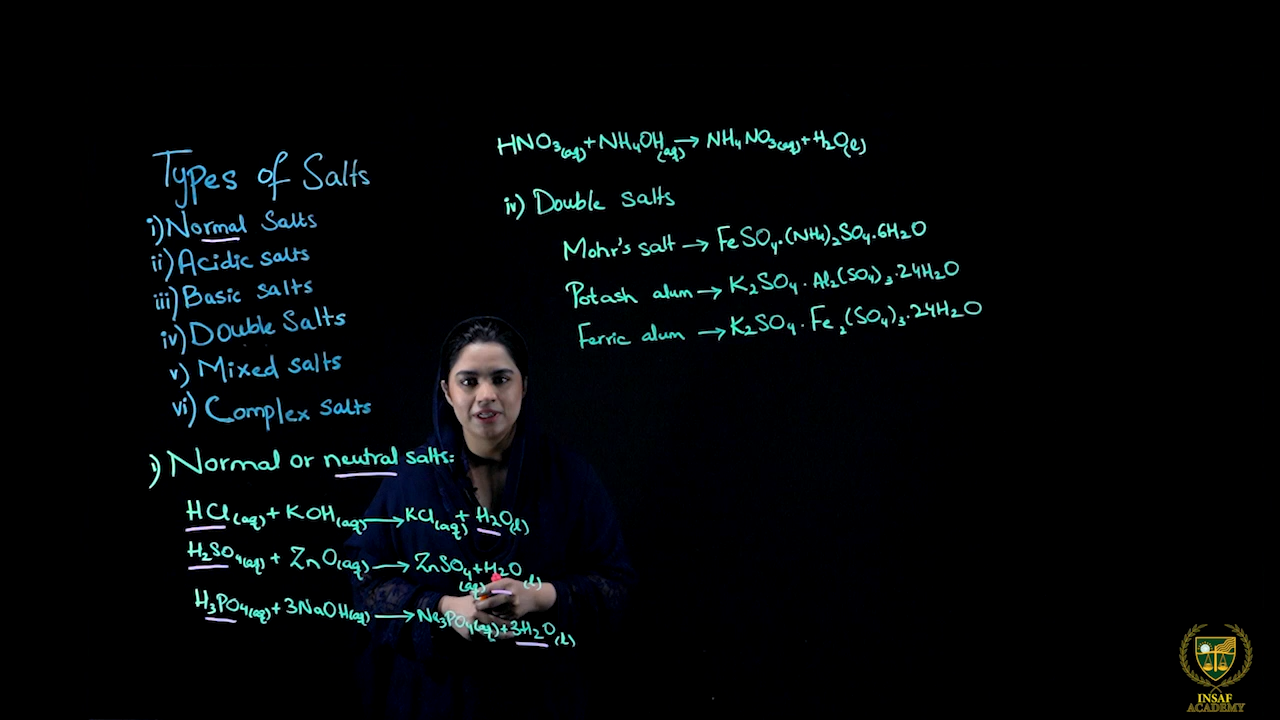 Types of Salts
i) Normal Salts
ii) Acidic salts
iii) Basic salts
iv) Double Salts
v) Mixed salts
vi) Complex salts
i) Normal or neutral salts:
HCl(aq) + KOH(aq) → KCl(aq) + H₂O(l)
H₂SO₄(aq) + ZnO(aq) → ZnSO₄(aq) + H₂O(l)
H₃PO₄(aq) + 3NaOH(aq) → Na₃PO₄(aq) + 3H₂O(l)
HNO₃(aq) + NH₄OH(aq) → NH₄NO₃(aq) + H₂O(l)
iv) Double salts
Mohr's salt → FeSO₄.(NH₄)₂SO₄.6H₂O
Potash alum → K₂SO₄.Al₂(SO₄)₃.24H₂O
Ferric alum → K₂SO₄.Fe₂(SO₄)₃.24H₂O
INSAF
ACADEMY